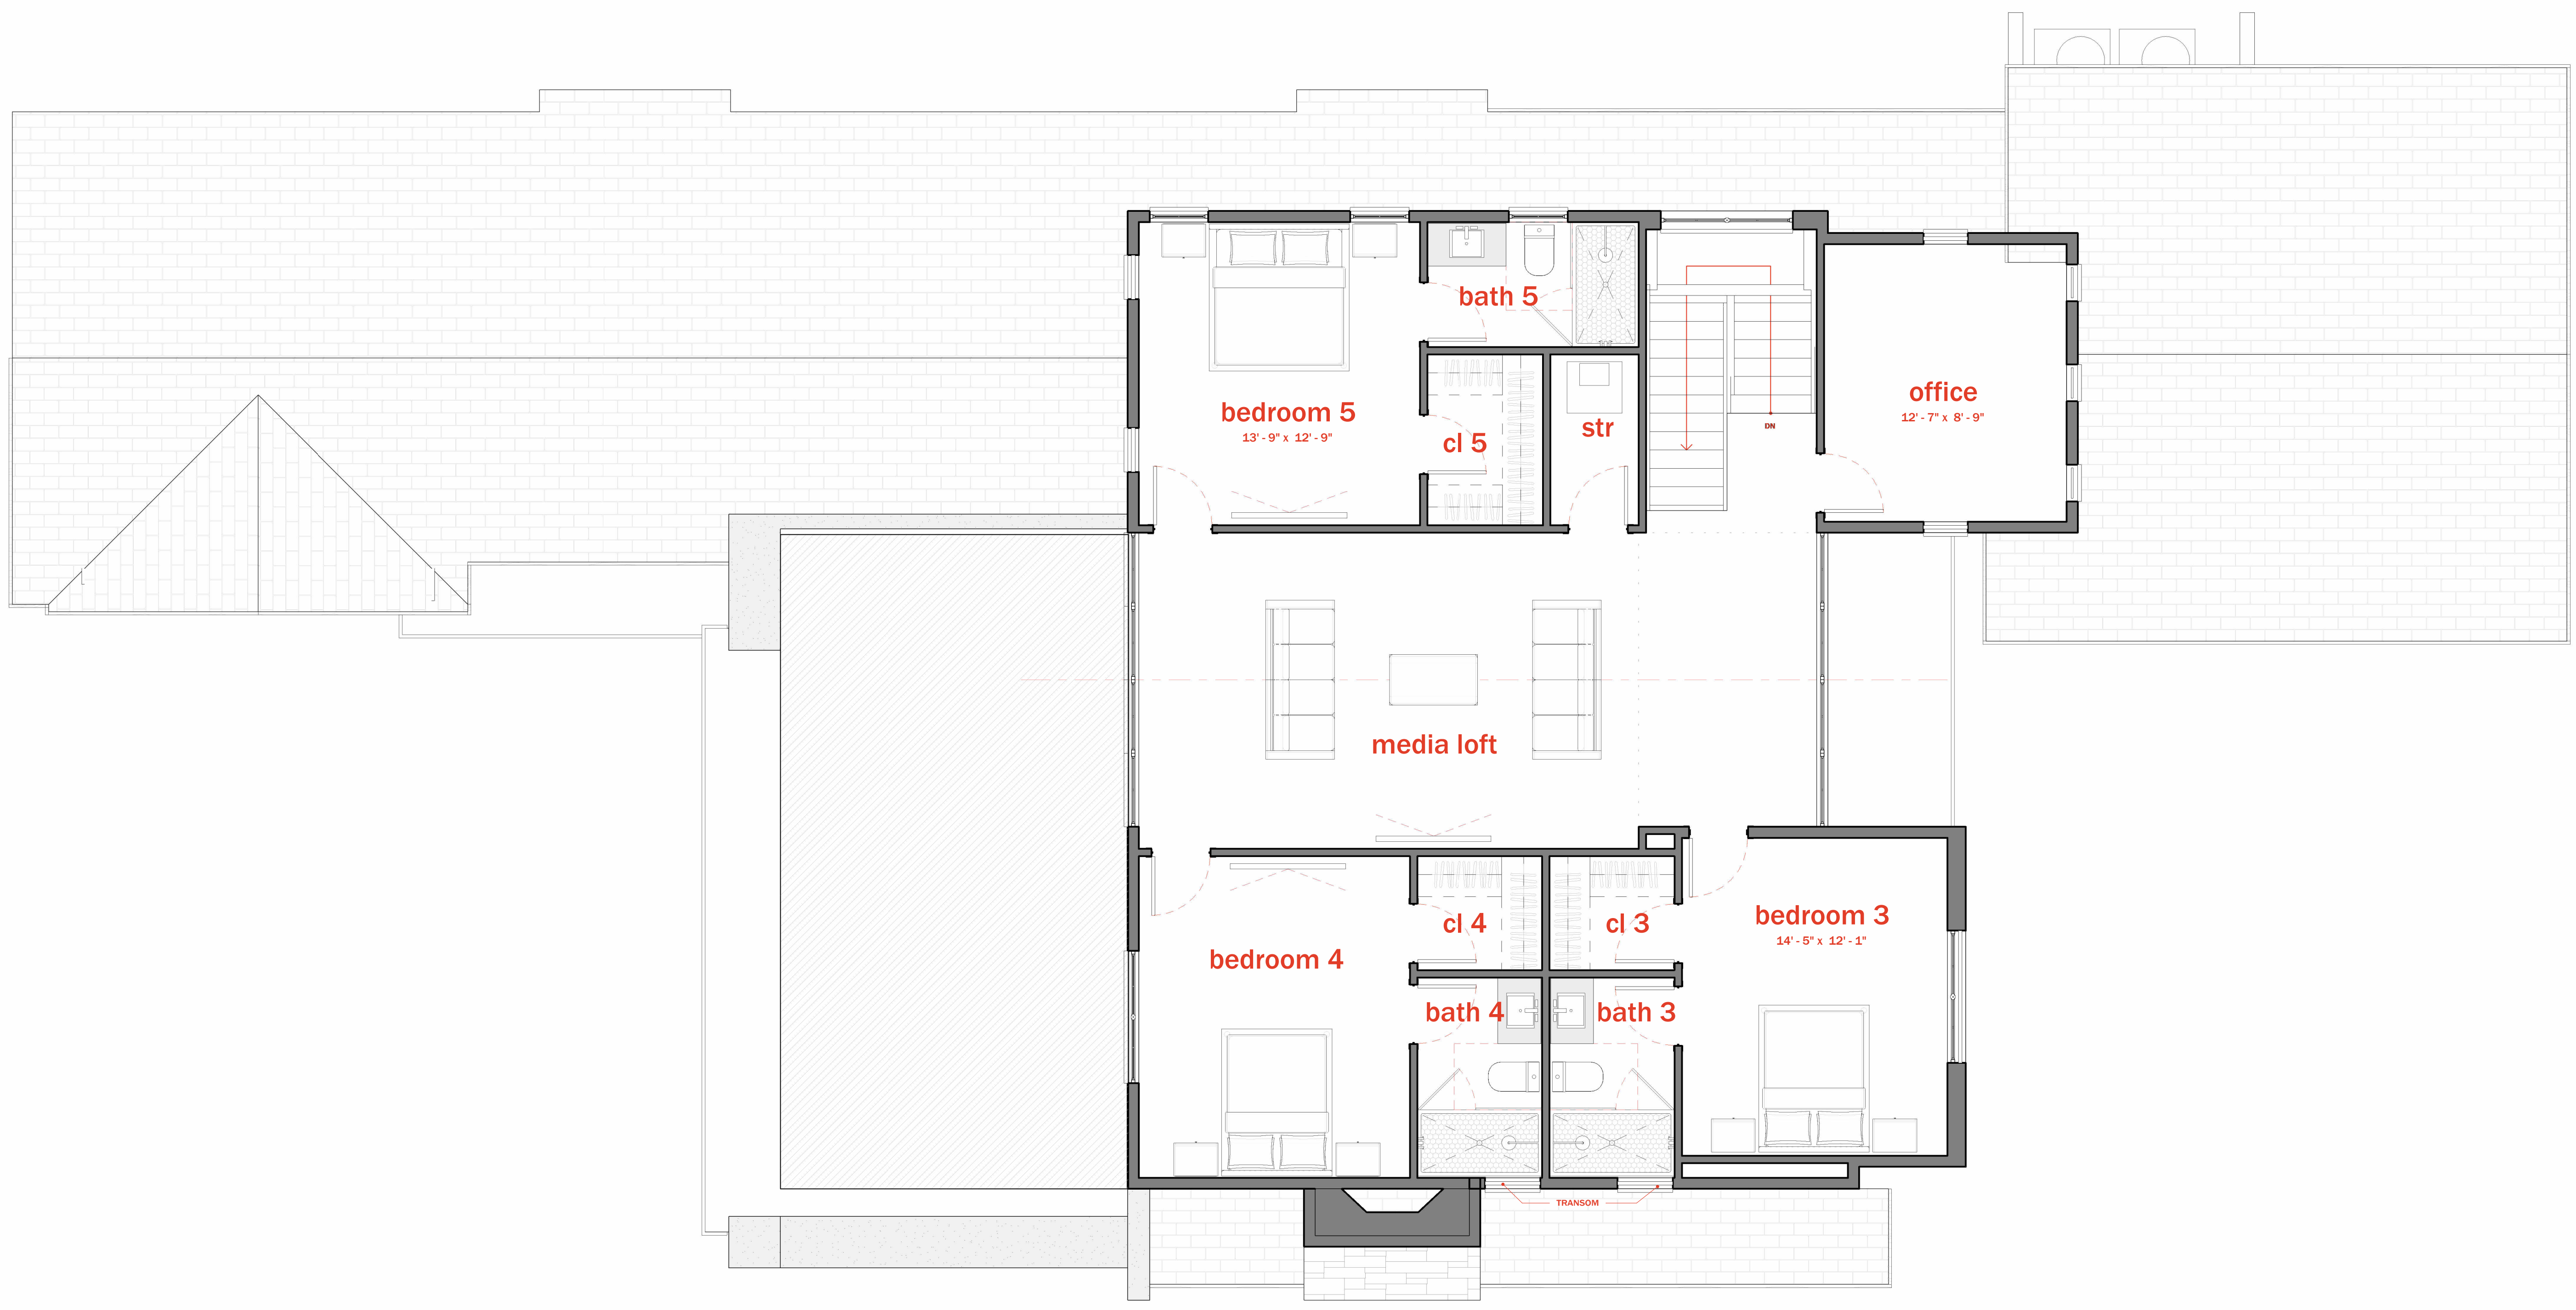 bath 5
bedroom 5
13' - 9" x 12' - 9"
cl 5
str
DN
office
12' - 7" x 8' - 9"
media loft
bedroom 4
cl 4
cl 3
bedroom 3
14' - 5" x 12' - 1"
bath 4
bath 3
TRANSOM